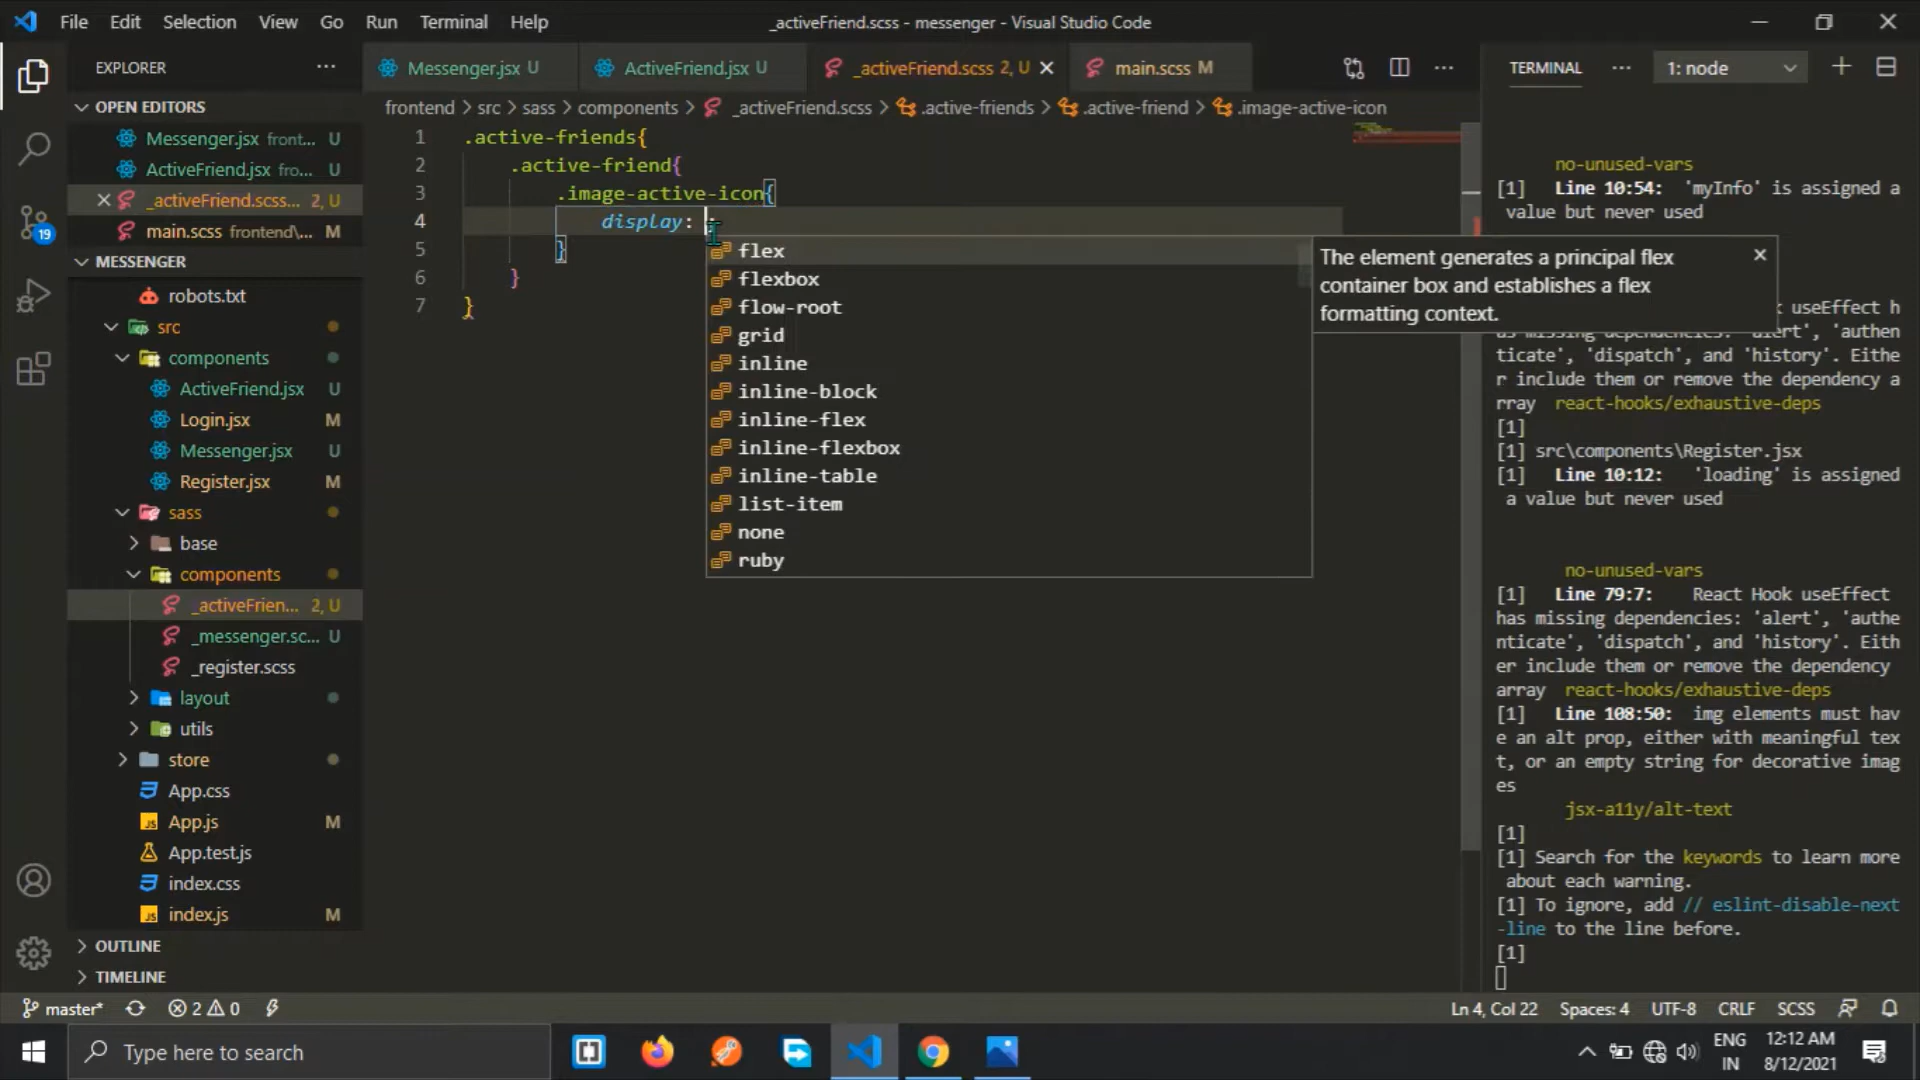 File Edit Selection View Go Run Terminal Help _activeFriend.scss - messenger - Visual Studio Code
EXPLORER
OPEN EDITORS
Messenger.jsx front... U
ActiveFriend.jsx fro... U
_activeFriend.scss... 2, U
main.scss frontend\... M
MESSENGER
robots.txt
src
components
ActiveFriend.jsx U
Login.jsx M
Messenger.jsx U
Register.jsx M
sass
base
components
_activeFrien... 2, U
_messenger.sc... U
_register.scss
layout
utils
store
App.css
App.js M
App.test.js
index.css
index.js M
OUTLINE
TIMELINE
Messenger.jsx U ActiveFriend.jsx U _activeFriend.scss 2, U main.scss M
frontend > src > sass > components > _activeFriend.scss > .active-friends > .active-friend > .image-active-icon
1 .active-friends{
2 .active-friend{
3 .image-active-icon{
4 display: ;
5 }
6 }
7 }
flex
flexbox
flow-root
grid
inline
inline-block
inline-flex
inline-flexbox
inline-table
list-item
none
ruby
The element generates a principal flex
container box and establishes a flex
formatting context.
TERMINAL 1: node
no-unused-vars
[1] Line 10:54: 'myInfo' is assigned a
value but never used
useEffect h
as missing dependencies: 'alert', 'authen
ticate', 'dispatch', and 'history'. Eithe
r include them or remove the dependency a
rray react-hooks/exhaustive-deps
[1]
[1] src\components\Register.jsx
[1] Line 10:12: 'loading' is assigned
a value but never used
no-unused-vars
[1] Line 79:7: React Hook useEffect
has missing dependencies: 'alert', 'authe
nticate', 'dispatch', and 'history'. Eith
er include them or remove the dependency
array react-hooks/exhaustive-deps
[1] Line 108:50: img elements must hav
e an alt prop, either with meaningful tex
t, or an empty string for decorative imag
es
jsx-a11y/alt-text
[1]
[1] Search for the keywords to learn more
about each warning.
[1] To ignore, add // eslint-disable-next
-line to the line before.
[1]
19
master* 2 0 Ln 4, Col 22 Spaces: 4 UTF-8 CRLF SCSS
Type here to search
ENG
IN
12:12 AM
8/12/2021